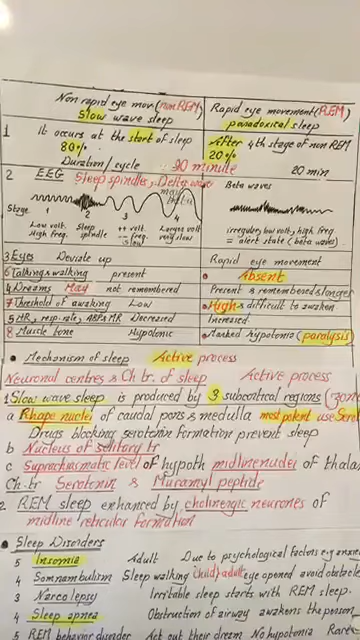 Non rapid eye mov.(non REM) Rapid eye movement (REM)
Slow wave sleep paradoxical sleep
1 It occurs at the start of sleep After 4th stage of non REM
80% 20%
Duration/cycle 90 minute 20 min
2 EEG Sleep spindles, Delta wave Beta waves
Stage 1 2 3 4
Low volt. Sleep ++ volt. Largest volt irregular, low volt, high freq.
High freq. spindle -- freq. very slow = alert state (beta waves)
slow
3 Eyes Deviate up Rapid eye movement
6 Talking & walking present Absent
4 Dreams May not remembered Present & remembered & longer
7 Threshold of awaking Low High & difficult to awaken
5 HR, resp. rate, ABP & MR Decreased Increased
8 Muscle tone Hypotonic Marked hypotonia (paralysis)
Mechanism of sleep Active process
Neuronal centres & Ch tr. of sleep Active process
1 Slow wave sleep is produced by 3 subcortical regions
a Rhape nuclei of caudal pons & medulla most potent use
Drugs blocking serotonin formation prevent sleep
b Nucleus of solitary tr
c Suprachiasmatic level of hypoth midline nuclei of thala
Ch tr Serotonin & Muramyl peptide
2 REM sleep enhanced by cholinergic neurones of
midline reticular formation
Sleep Disorders
5 Insomia Adult Due to psychological factors e.g
4 Somnambulism Sleep walking child > adult eye opened avoid obstacle
3 Narcolepsy Irritable sleep starts with REM sleep.
4 Sleep apnea Obstruction of airway awakens the person
5 REM behavior disorder Act out their dream No hypotonia Rare